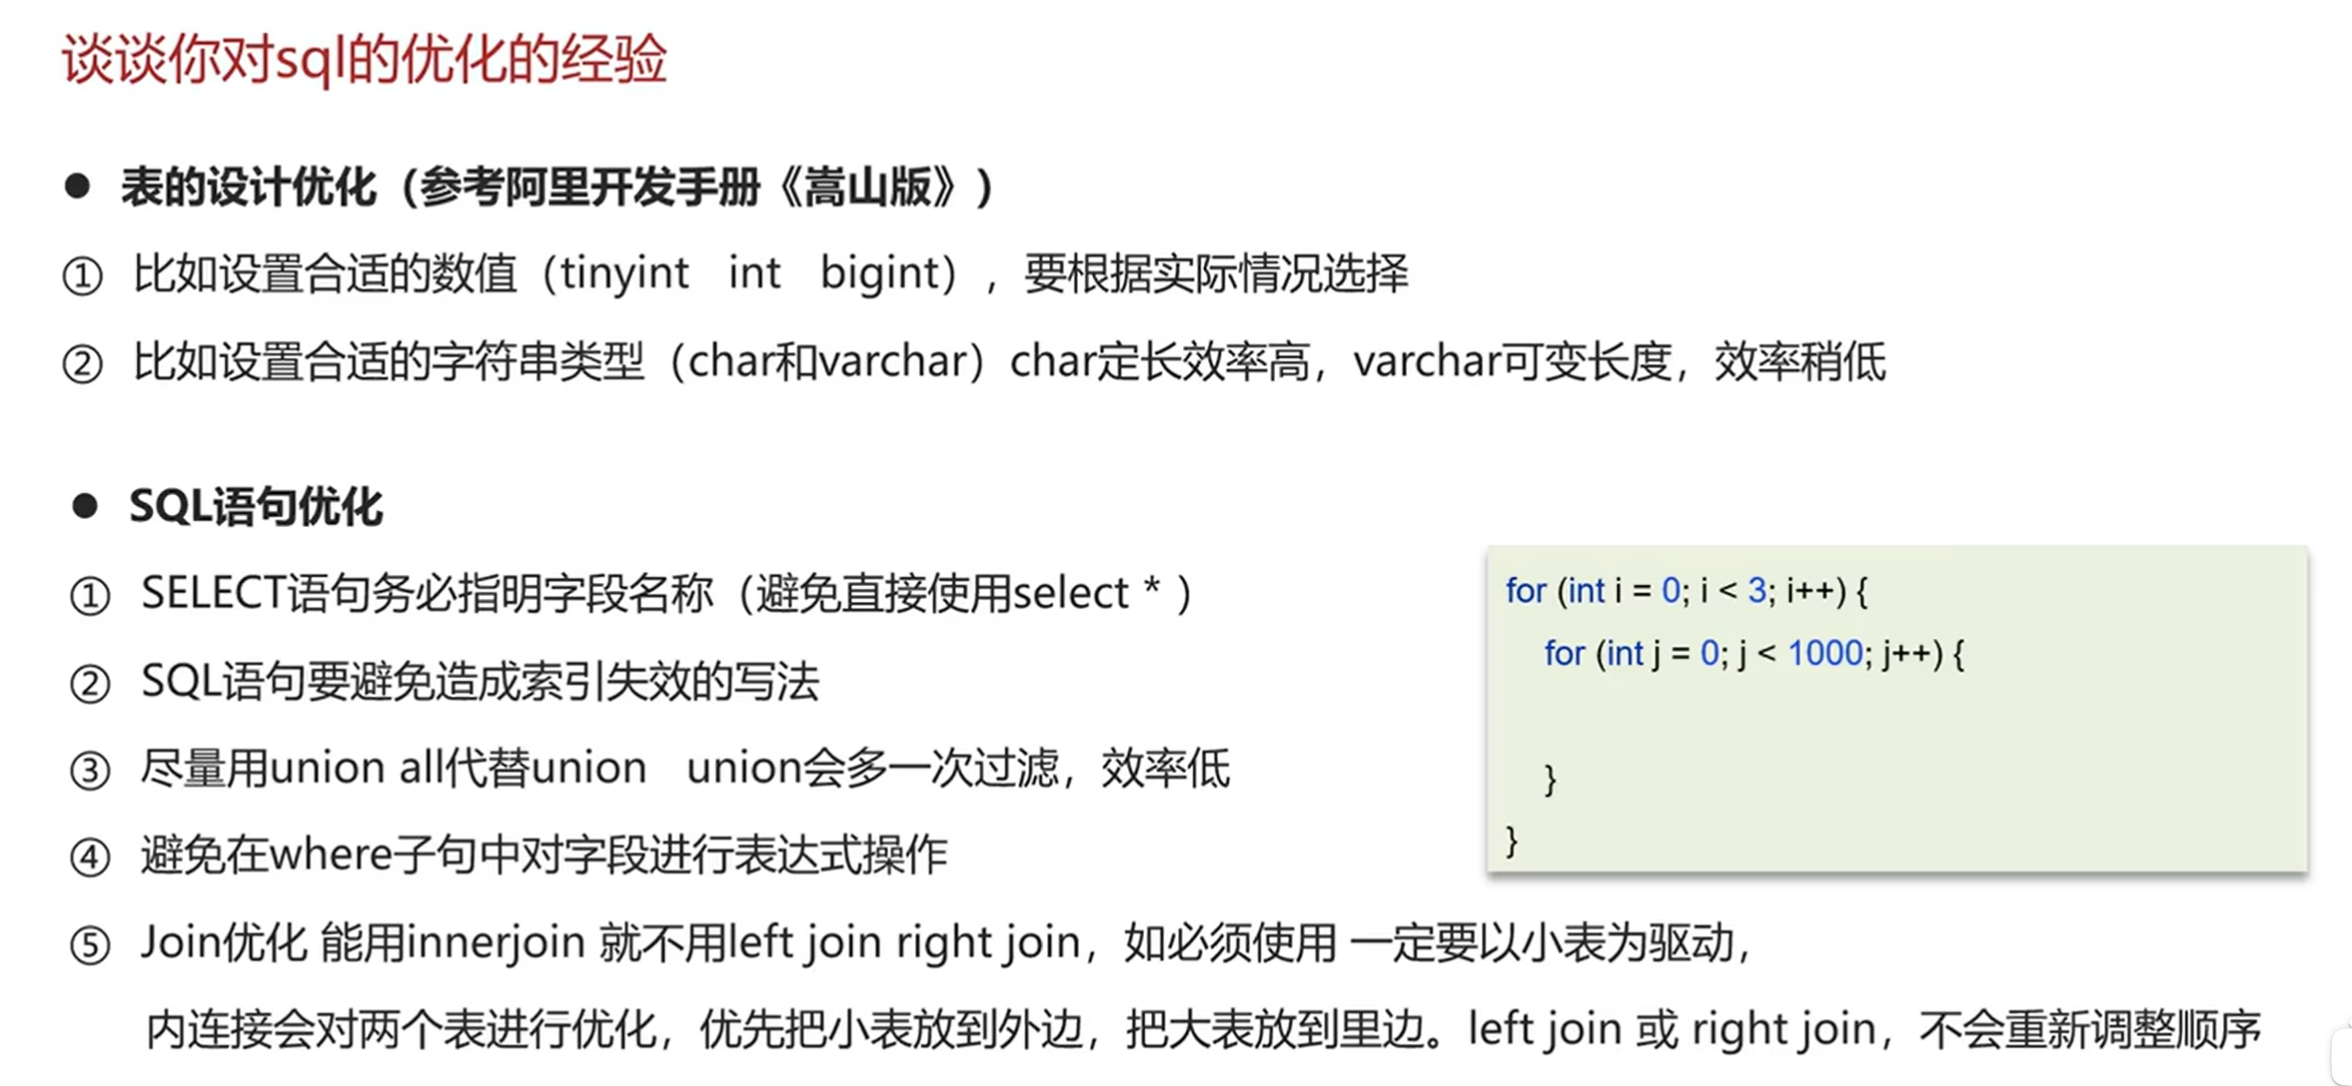 谈谈你对sql的优化的经验
● 表的设计优化（参考阿里开发手册《嵩山版》）
① 比如设置合适的数值（tinyint int bigint），要根据实际情况选择
② 比如设置合适的字符串类型（char和varchar）char定长效率高，varchar可变长度，效率稍低
● SQL语句优化
① SELECT语句务必指明字段名称（避免直接使用select * ）
② SQL语句要避免造成索引失效的写法
③ 尽量用union all代替union union会多一次过滤，效率低
④ 避免在where子句中对字段进行表达式操作
⑤ Join优化 能用innerjoin 就不用left join right join，如必须使用 一定要以小表为驱动，
内连接会对两个表进行优化，优先把小表放到外边，把大表放到里边。left join 或 right join，不会重新调整顺序
for (int i = 0; i < 3; i++) {
for (int j = 0; j < 1000; j++) {
}
}